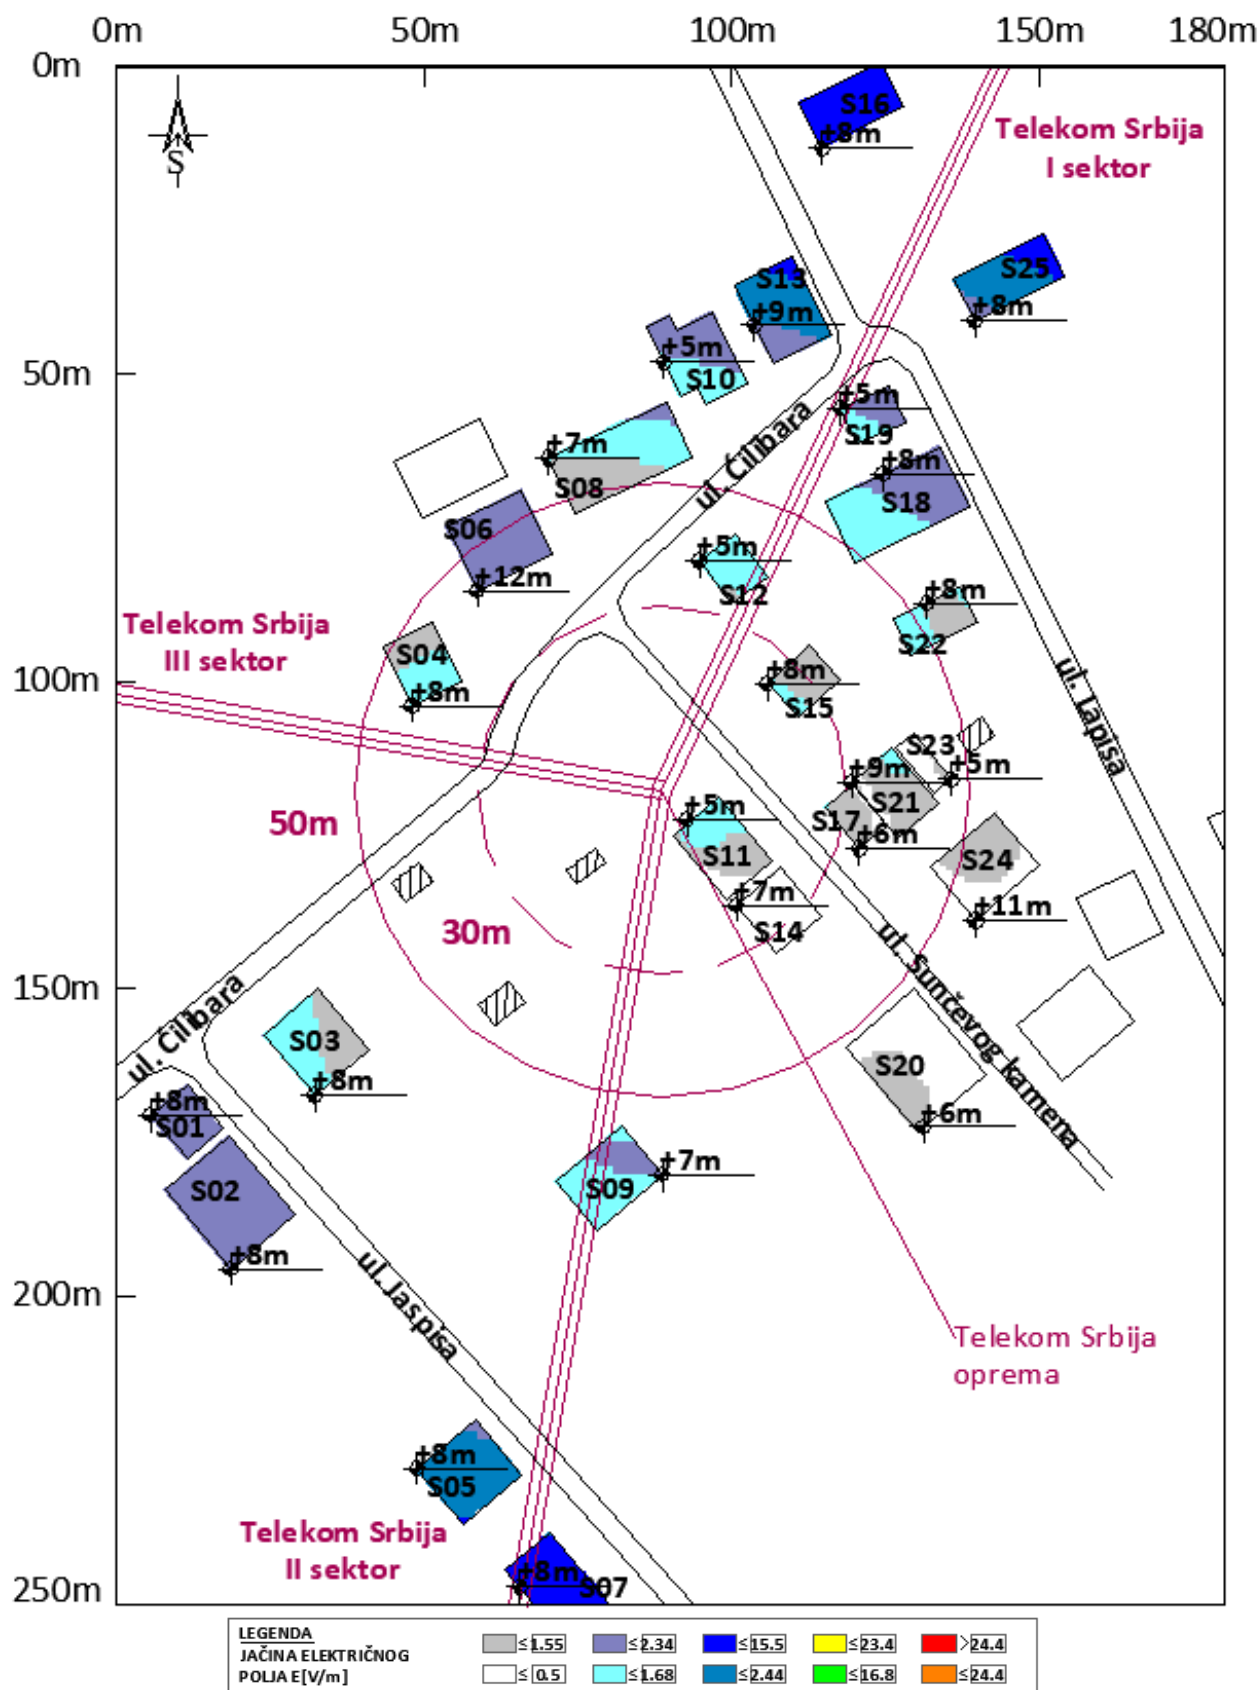 0m 50m 100m 150m 180m
0m
S
S16
+8m
Telekom Srbija
I sektor
S13
+9m
S25
+8m
+5m
S10
50m
+5m
S19
ul. Ćilibara
+7m
S08
+8m
S18
S06
+12m
+5m
S12
+8m
S22
Telekom Srbija
III sektor
S04
+8m
100m
+8m
S15
ul. Lapisa
S23
+5m
+9m
S21
S17
+6m
50m
+5m
S11
S24
+11m
+7m
S14
30m
ul. Sunčevog kamena
150m
ul. Ćilibara
S03
+8m
S20
+6m
+8m
S01
+7m
S09
S02
+8m
200m
ul. Jaspisa
Telekom Srbija
oprema
+8m
S05
Telekom Srbija
II sektor
+8m
S07
250m
LEGENDA
JAČINA ELEKTRIČNOG
POLJA E[V/m]
≤1.55 ≤2.34 ≤15.5 ≤23.4 >24.4
≤ 0.5 ≤1.68 ≤2.44 ≤16.8 ≤24.4